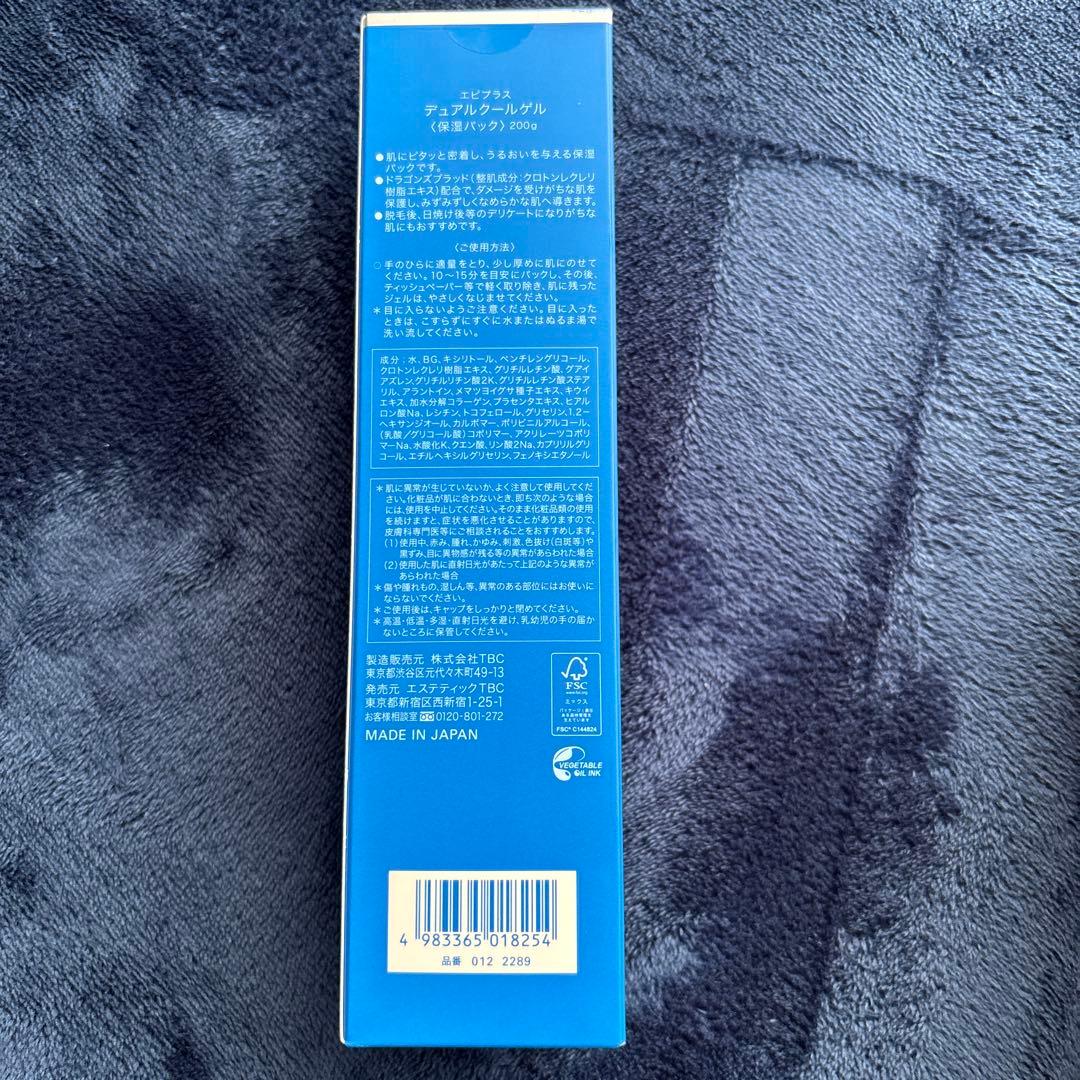 エピプラス
デュアルクールゲル
〈保湿パック〉200g
●肌にピタッと密着し、うるおいを与える保湿
パックです。
●ドラゴンズブラッド(整肌成分:クロトンレクレリ
樹脂エキス)配合で、ダメージを受けがちな肌を
保護し、みずみずしくなめらかな肌へ導きます。
●脱毛後、日焼け後等のデリケートになりがちな
肌にもおすすめです。
〈ご使用方法〉
○手のひらに適量をとり、少し厚めに肌にのせて
ください。10〜15分を目安にパックし、その後、
ティッシュペーパー等で軽く取り除き、肌に残った
ジェルは、やさしくなじませてください。
＊目に入らないようご注意ください。目に入った
ときは、こすらずにすぐに水またはぬるま湯で
洗い流してください。
成分：水、BG、キシリトール、ペンチレングリコール、
クロトンレクレリ樹脂エキス、グリチルレチン酸、グアイ
アズレン、グリチルリチン酸2K、グリチルレチン酸ステア
リル、アラントイン、メマツヨイグサ種子エキス、キウイ
エキス、加水分解コラーゲン、プラセンタエキス、ヒアル
ロン酸Na、レシチン、トコフェロール、グリセリン、1,2−
ヘキサンジオール、カルボマー、ポリビニルアルコール、
(乳酸／グリコール酸)コポリマー、アクリレーツコポリ
マーNa、水酸化K、クエン酸、リン酸2Na、カプリリルグリ
コール、エチルヘキシルグリセリン、フェノキシエタノール
＊肌に異常が生じていないか、よく注意して使用してくだ
さい。化粧品が肌に合わないとき、即ち次のような場合
には、使用を中止してください。そのまま化粧品類の使用
を続けますと、症状を悪化させることがありますので、
皮膚科専門医等にご相談されることをおすすめします。
(1)使用中、赤み、腫れ、かゆみ、刺激、色抜け(白斑等)や
黒ずみ、目に異物感が残る等の異常があらわれた場合
(2)使用した肌に直射日光があたって上記のような異常が
あらわれた場合
＊傷や腫れもの、湿しん等、異常のある部位にはお使いに
ならないでください。
＊ご使用後は、キャップをしっかりと閉めてください。
＊高温・低温・多湿・直射日光を避け、乳幼児の手の届か
ないところに保管してください。
製造販売元 株式会社TBC
東京都渋谷区元代々木町49-13
発売元 エステティックTBC
東京都新宿区西新宿1-25-1
お客様相談室 0120-801-272
MADE IN JAPAN
FSC
www.fsc.org
ミックス
パッケージ｜責任
ある森林管理を
支えています
FSC® C144824
VEGETABLE
OIL INK
4 983365 018254
品番 012 2289